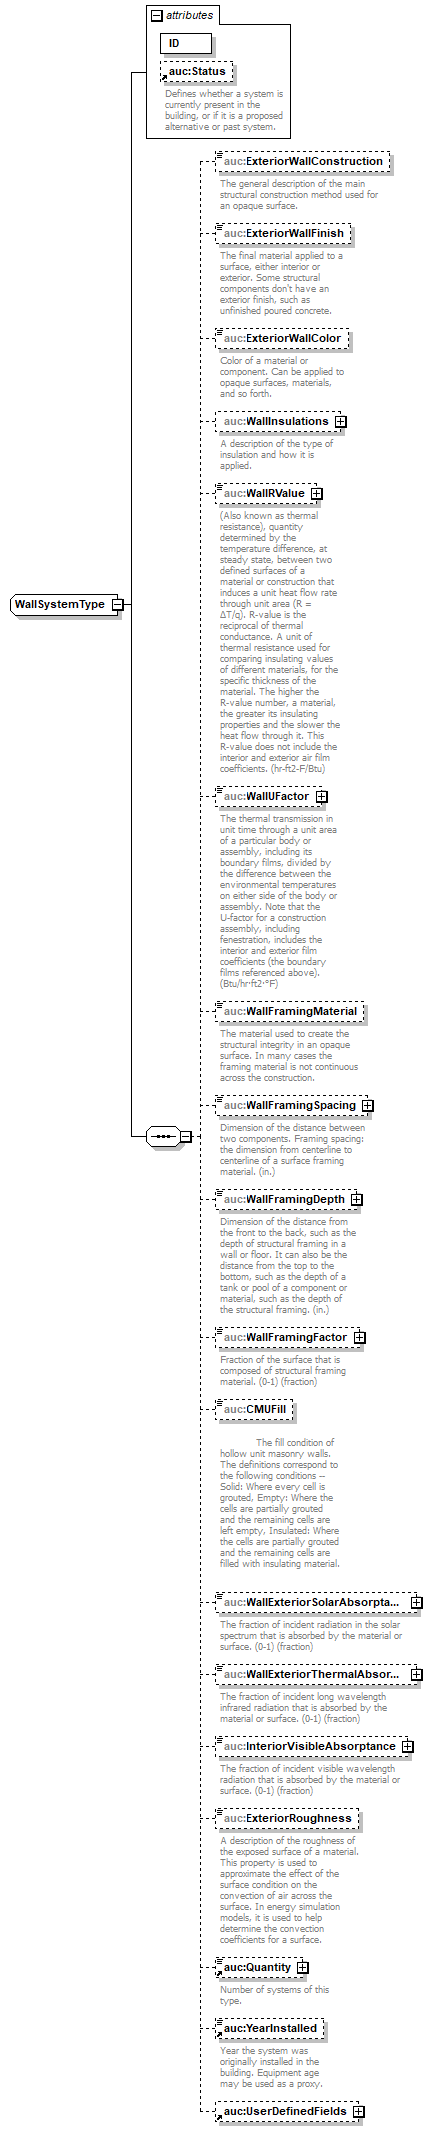 attributes
ID
auc:Status
Defines whether a system is
currently present in the
building, or if it is a proposed
alternative or past system.
auc:ExteriorWallConstruction
The general description of the main
structural construction method used for
an opaque surface.
auc:ExteriorWallFinish
The final material applied to a
surface, either interior or
exterior. Some structural
components don't have an
exterior finish, such as
unfinished poured concrete.
auc:ExteriorWallColor
Color of a material or
component. Can be applied to
opaque surfaces, materials,
and so forth.
auc:WallInsulations
A description of the type of
insulation and how it is
applied.
auc:WallRValue
(Also known as thermal
resistance), quantity
determined by the
temperature difference, at
steady state, between two
defined surfaces of a
material or construction that
induces a unit heat flow rate
through unit area (R =
ΔT/q). R-value is the
reciprocal of thermal
conductance. A unit of
thermal resistance used for
comparing insulating values
of different materials, for the
specific thickness of the
material. The higher the
R-value number, a material,
the greater its insulating
properties and the slower the
heat flow through it. This
R-value does not include the
interior and exterior air film
coefficients. (hr-ft2-F/Btu)
WallSystemType
auc:WallUFactor
The thermal transmission in
unit time through a unit area
of a particular body or
assembly, including its
boundary films, divided by
the difference between the
environmental temperatures
on either side of the body or
assembly. Note that the
U-factor for a construction
assembly, including
fenestration, includes the
interior and exterior film
coefficients (the boundary
films referenced above).
(Btu/hr·ft2·°F)
auc:WallFramingMaterial
The material used to create the
structural integrity in an opaque
surface. In many cases the
framing material is not continuous
across the construction.
auc:WallFramingSpacing
Dimension of the distance between
two components. Framing spacing:
the dimension from centerline to
centerline of a surface framing
material. (in.)
auc:WallFramingDepth
Dimension of the distance from
the front to the back, such as the
depth of structural framing in a
wall or floor. It can also be the
distance from the top to the
bottom, such as the depth of a
tank or pool of a component or
material, such as the depth of
the structural framing. (in.)
auc:WallFramingFactor
Fraction of the surface that is
composed of structural framing
material. (0-1) (fraction)
auc:CMUFill
The fill condition of
hollow unit masonry walls.
The definitions correspond to
the following conditions --
Solid: Where every cell is
grouted, Empty: Where the
cells are partially grouted
and the remaining cells are
left empty, Insulated: Where
the cells are partially grouted
and the remaining cells are
filled with insulating material.
auc:WallExteriorSolarAbsorpta...
The fraction of incident radiation in the solar
spectrum that is absorbed by the material or
surface. (0-1) (fraction)
auc:WallExteriorThermalAbsor...
The fraction of incident long wavelength
infrared radiation that is absorbed by the
material or surface. (0-1) (fraction)
auc:InteriorVisibleAbsorptance
The fraction of incident visible wavelength
radiation that is absorbed by the material or
surface. (0-1) (fraction)
auc:ExteriorRoughness
A description of the roughness of
the exposed surface of a material.
This property is used to
approximate the effect of the
surface condition on the
convection of air across the
surface. In energy simulation
models, it is used to help
determine the convection
coefficients for a surface.
auc:Quantity
Number of systems of this
type.
auc:YearInstalled
Year the system was
originally installed in the
building. Equipment age
may be used as a proxy.
auc:UserDefinedFields